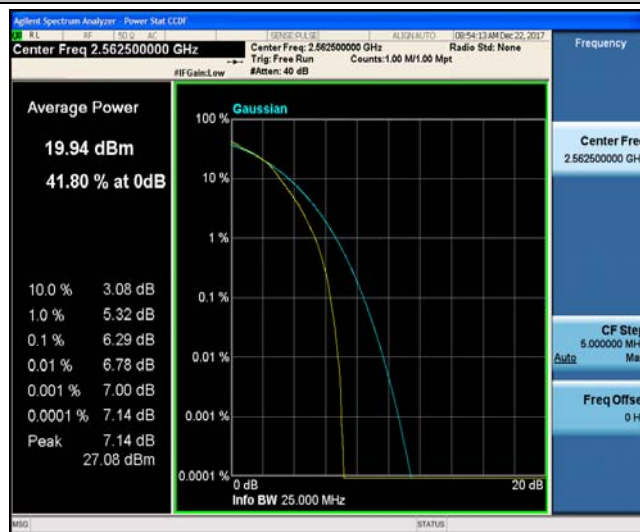 Agilent Spectrum Analyzer - Power Stat CCDF
RL RF 50 Ω AC SENSE:PULSE ALIGN AUTO 08:54:13 AM Dec 22, 2017
Center Freq 2.562500000 GHz
Center Freq: 2.562500000 GHz Radio Std: None
Trig: Free Run Counts:1.00 M/1.00 Mpt
#IFGain:Low #Atten: 40 dB
Frequency
Average Power
19.94 dBm
41.80 % at 0dB
10.0 % 3.08 dB
1.0 % 5.32 dB
0.1 % 6.29 dB
0.01 % 6.78 dB
0.001 % 7.00 dB
0.0001 % 7.14 dB
Peak 7.14 dB
27.08 dBm
Gaussian
100 %
10 %
1 %
0.1 %
0.01 %
0.001 %
0.0001 %
0 dB 20 dB
Info BW 25.000 MHz
Center Fre
2.562500000 GH
CF Step
5.000000 MH
Auto Ma
Freq Offse
0 H
MSG STATUS